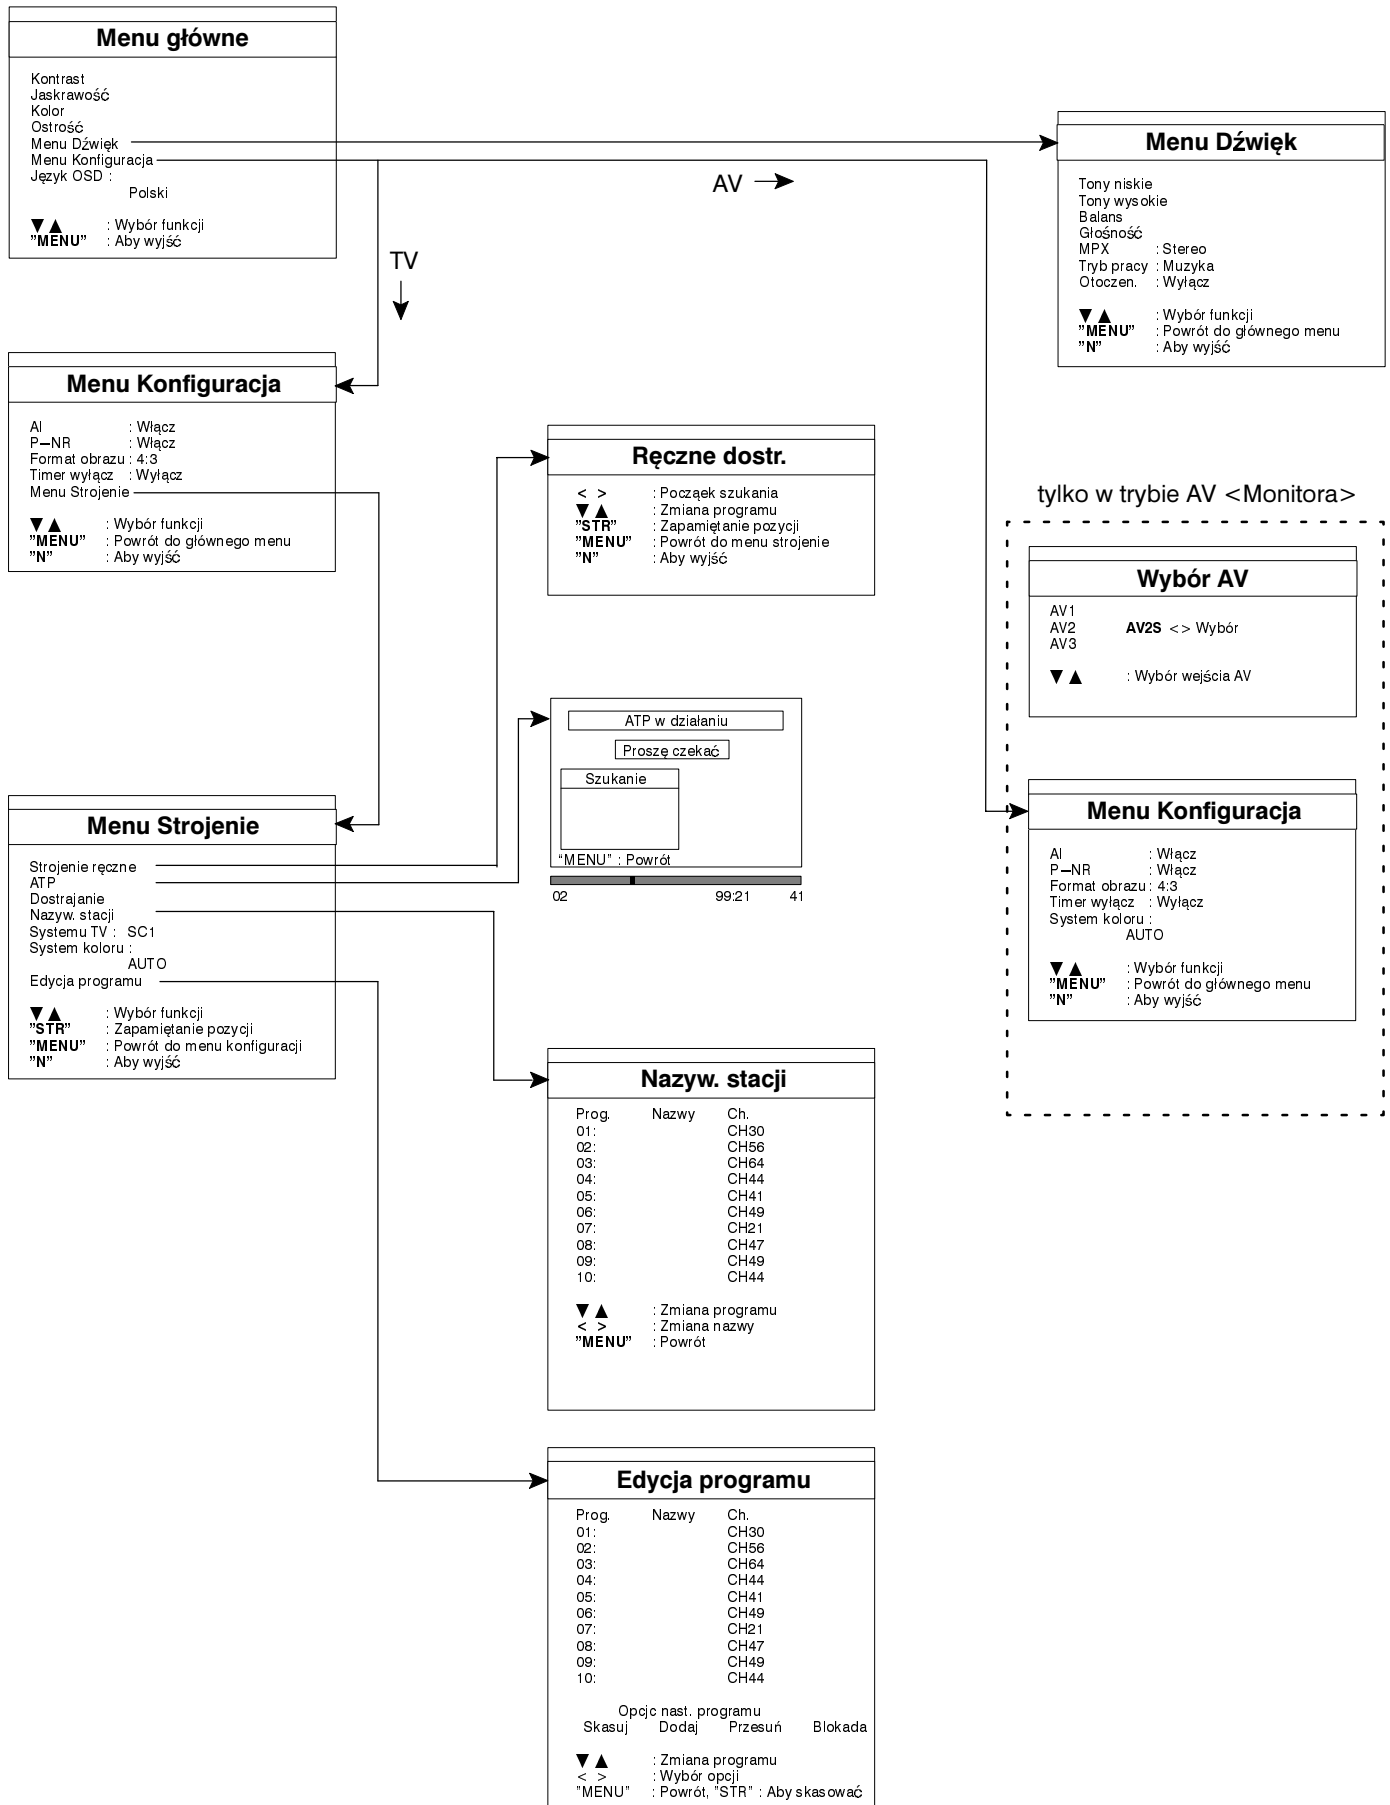 Menu główne
Kontrast
Jaskrawość
Kolor
Ostrość
Menu Dźwięk
Menu Konfiguracja
Język OSD :
Polski
▼ ▲ : Wybór funkcji
"MENU" : Aby wyjść
AV
TV
Menu Dźwięk
Tony niskie
Tony wysokie
Balans
Głośność
MPX : Stereo
Tryb pracy : Muzyka
Otoczen. : Wyłącz
▼ ▲ : Wybór funkcji
"MENU" : Powrót do głównego menu
"N" : Aby wyjść
Menu Konfiguracja
AI : Włącz
P–NR : Włącz
Format obrazu : 4:3
Timer wyłącz : Wyłącz
Menu Strojenie
▼ ▲ : Wybór funkcji
"MENU" : Powrót do głównego menu
"N" : Aby wyjść
Ręczne dostr.
< > : Począek szukania
▼ ▲ : Zmiana programu
"STR" : Zapamiętanie pozycji
"MENU" : Powrót do menu strojenie
"N" : Aby wyjść
tylko w trybie AV <Monitora>
Wybór AV
AV1
AV2 AV2S <> Wybór
AV3
▼ ▲ : Wybór wejścia AV
ATP w działaniu
Proszę czekać
Szukanie
"MENU" : Powrót
02 99:21 41
Menu Konfiguracja
AI : Włącz
P–NR : Włącz
Format obrazu : 4:3
Timer wyłącz : Wyłącz
System koloru :
AUTO
▼ ▲ : Wybór funkcji
"MENU" : Powrót do głównego menu
"N" : Aby wyjść
Menu Strojenie
Strojenie ręczne
ATP
Dostrajanie
Nazyw. stacji
Systemu TV : SC1
System koloru :
AUTO
Edycja programu
▼ ▲ : Wybór funkcji
"STR" : Zapamiętanie pozycji
"MENU" : Powrót do menu konfiguracji
"N" : Aby wyjść
Nazyw. stacji
Prog. Nazwy Ch.
01: CH30
02: CH56
03: CH64
04: CH44
05: CH41
06: CH49
07: CH21
08: CH47
09: CH49
10: CH44
▼ ▲ : Zmiana programu
< > : Zmiana nazwy
"MENU" : Powrót
Edycja programu
Prog. Nazwy Ch.
01: CH30
02: CH56
03: CH64
04: CH44
05: CH41
06: CH49
07: CH21
08: CH47
09: CH49
10: CH44
Opcjc nast. programu
Skasuj Dodaj Przesuń Blokada
▼ ▲ : Zmiana programu
< > : Wybór opcji
"MENU" : Powrót, "STR" : Aby skasować